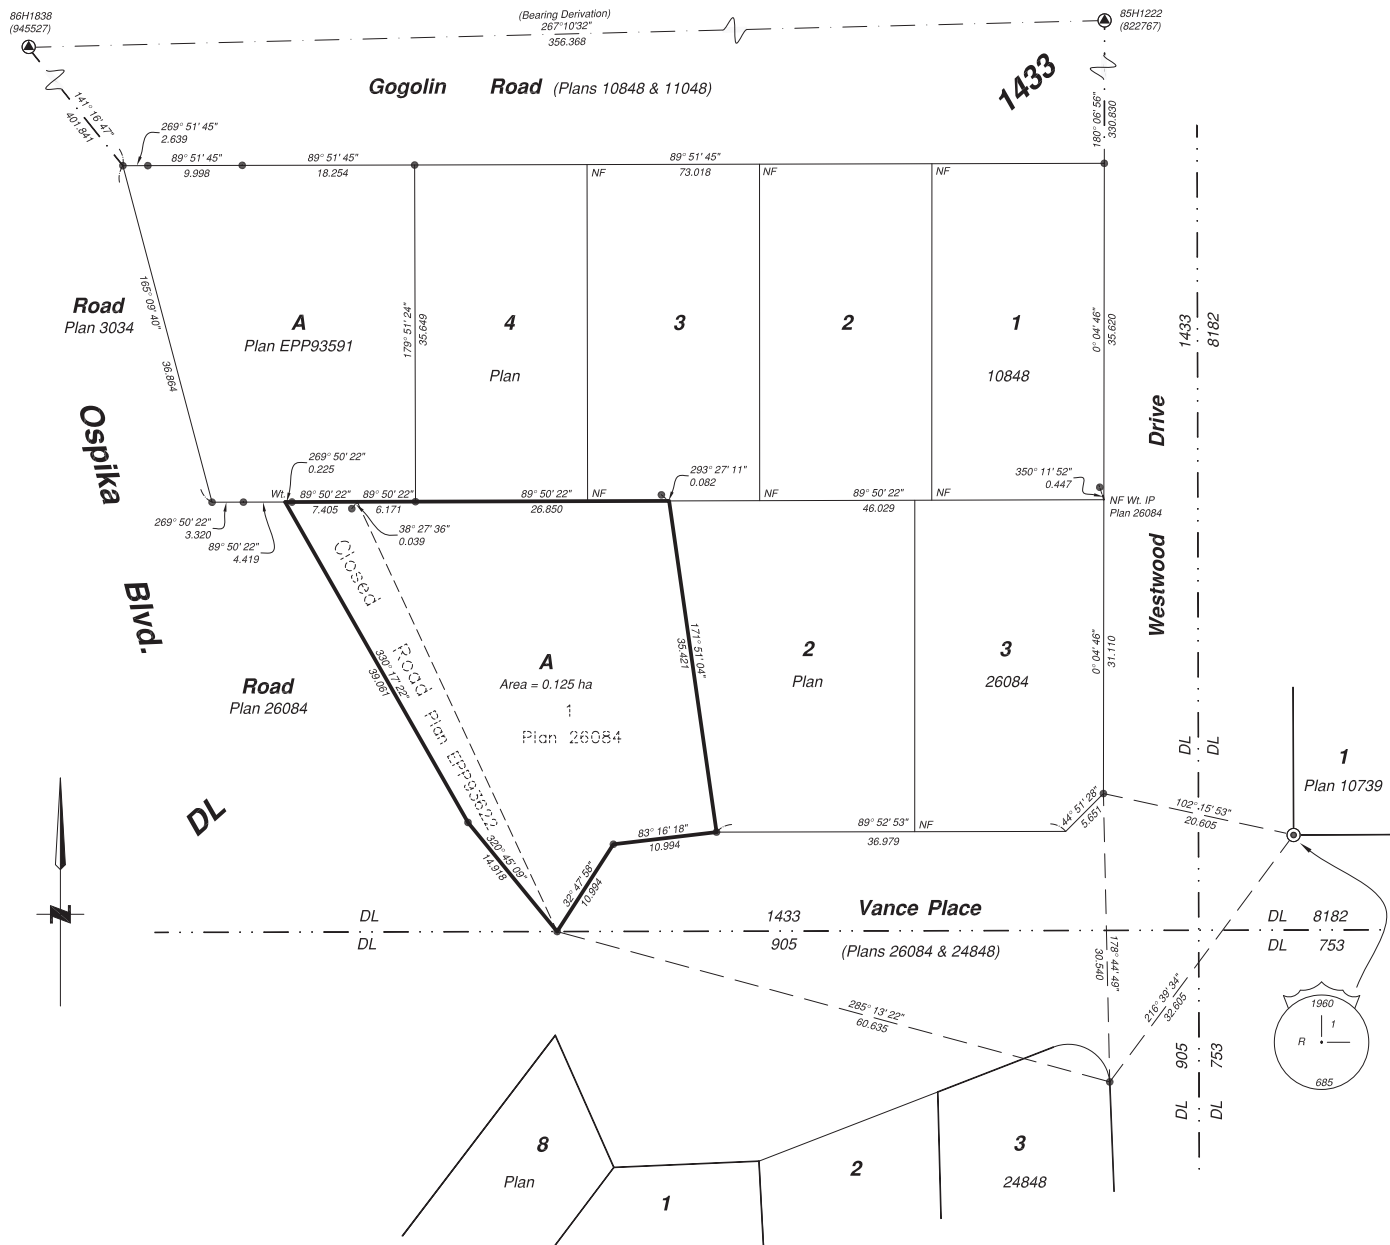 86H1838
(945527)
(Bearing Derivation)
267°10'32"
356.368
85H1222
(822767)
Gogolin Road (Plans 10848 & 11048)
1433
141° 16' 47"
401.841
180° 06' 56"
330.830
269° 51' 45"
2.639
89° 51' 45"
9.998
89° 51' 45"
18.254
89° 51' 45"
73.018
NF
NF
NF
165° 09' 40"
36.864
Road
Plan 3034
A
Plan EPP93591
179° 51' 24"
35.649
4
Plan
3
2
1
10848
0° 04' 46"
35.620
1433
8182
Ospika
Blvd.
Drive
Westwood
269° 50' 22"
0.225
Wt.
89° 50' 22"
7.405
89° 50' 22"
6.171
89° 50' 22"
26.850
NF
293° 27' 11"
0.082
NF
89° 50' 22"
46.029
NF
350° 11' 52"
0.447
NF Wt. IP
Plan 26084
269° 50' 22"
3.320
89° 50' 22"
4.419
38° 27' 36"
0.039
Closed Road Plan EPP93622
330° 17' 22"
39.061
A
Area = 0.125 ha
1
Plan 26084
171° 51' 04"
35.421
2
Plan
3
26084
0° 04' 46"
31.110
Road
Plan 26084
DL
DL
DL
1
Plan 10739
320° 45' 09"
14.918
32° 47' 58"
10.994
83° 16' 18"
10.994
89° 52' 53"
36.979
NF
44° 51' 28"
5.651
102° 15' 53"
20.605
DL
DL
1433
905
Vance Place
(Plans 26084 & 24848)
DL 8182
DL 753
178° 44' 49"
30.540
216° 39' 34"
32.605
285° 13' 22"
60.635
905
753
DL
DL
1960
R
1
685
8
Plan
1
2
3
24848